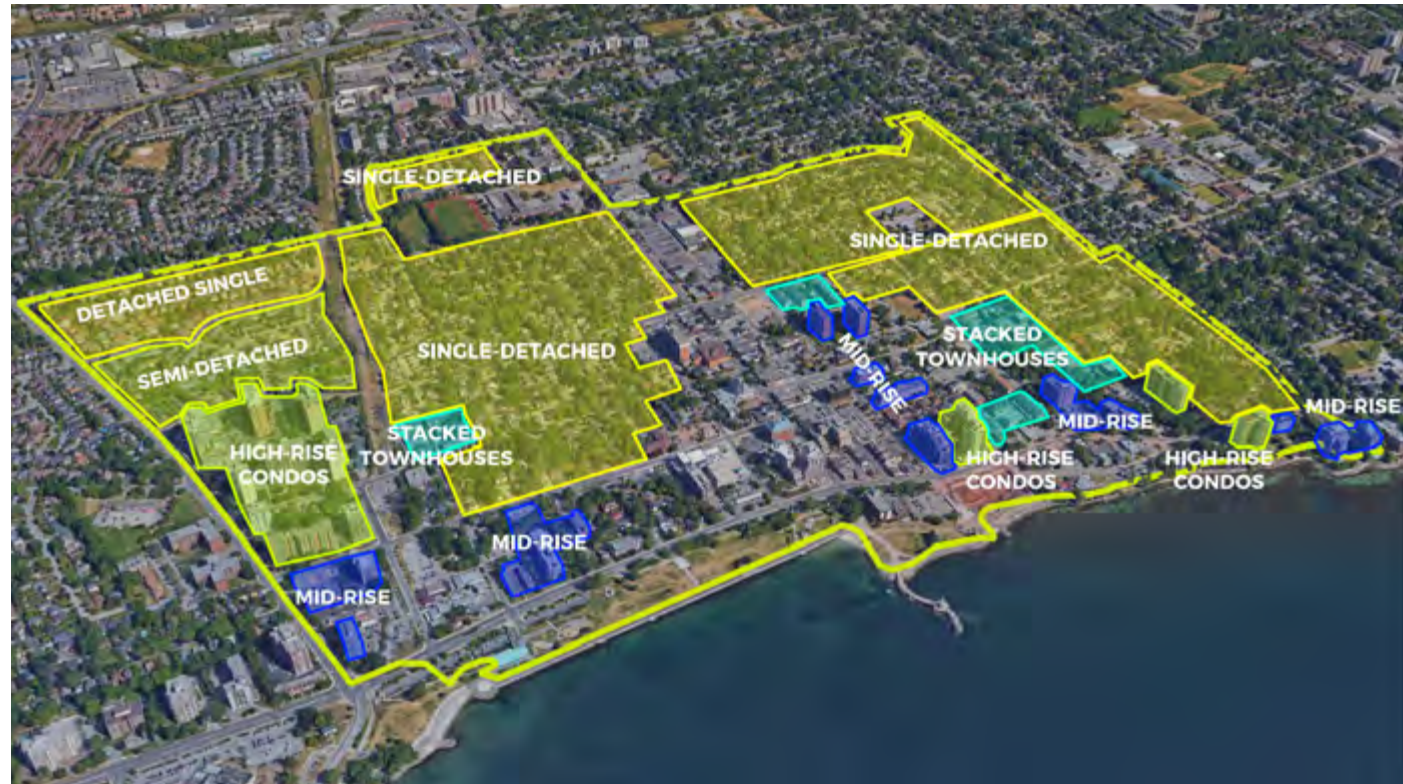 SINGLE-DETACHED
SINGLE-DETACHED
DETACHED SINGLE
SEMI-DETACHED
SINGLE-DETACHED
STACKED
TOWNHOUSES
MID-RISE
MID-RISE
MID-RISE
HIGH-RISE
CONDOS
STACKED
TOWNHOUSES
HIGH-RISE
CONDOS
HIGH-RISE
CONDOS
MID-RISE
MID-RISE